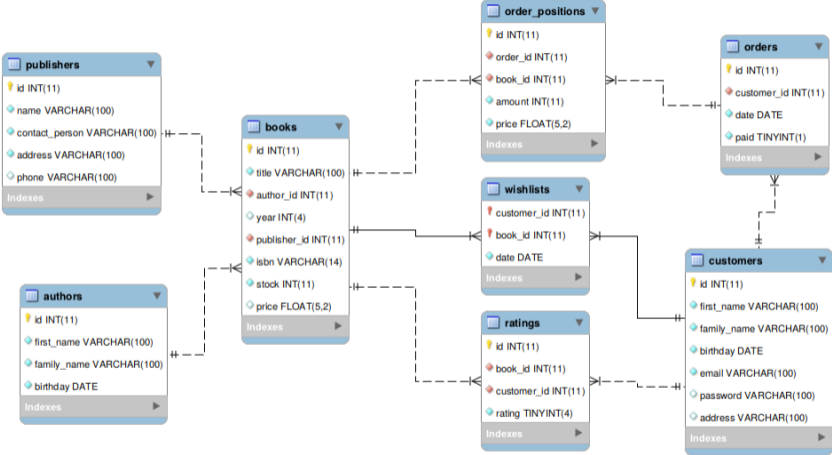 publishers
id INT(11)
name VARCHAR(100)
contact_person VARCHAR(100)
address VARCHAR(100)
phone VARCHAR(100)
Indexes
authors
id INT(11)
first_name VARCHAR(100)
family_name VARCHAR(100)
birthday DATE
Indexes
books
id INT(11)
title VARCHAR(100)
author_id INT(11)
year INT(4)
publisher_id INT(11)
isbn VARCHAR(14)
stock INT(11)
price FLOAT(5,2)
Indexes
order_positions
id INT(11)
order_id INT(11)
book_id INT(11)
amount INT(11)
price FLOAT(5,2)
Indexes
wishlists
customer_id INT(11)
book_id INT(11)
date DATE
Indexes
ratings
id INT(11)
book_id INT(11)
customer_id INT(11)
rating TINYINT(4)
Indexes
orders
id INT(11)
customer_id INT(11)
date DATE
paid TINYINT(1)
Indexes
customers
id INT(11)
first_name VARCHAR(100)
family_name VARCHAR(100)
birthday DATE
email VARCHAR(100)
password VARCHAR(100)
address VARCHAR(100)
Indexes